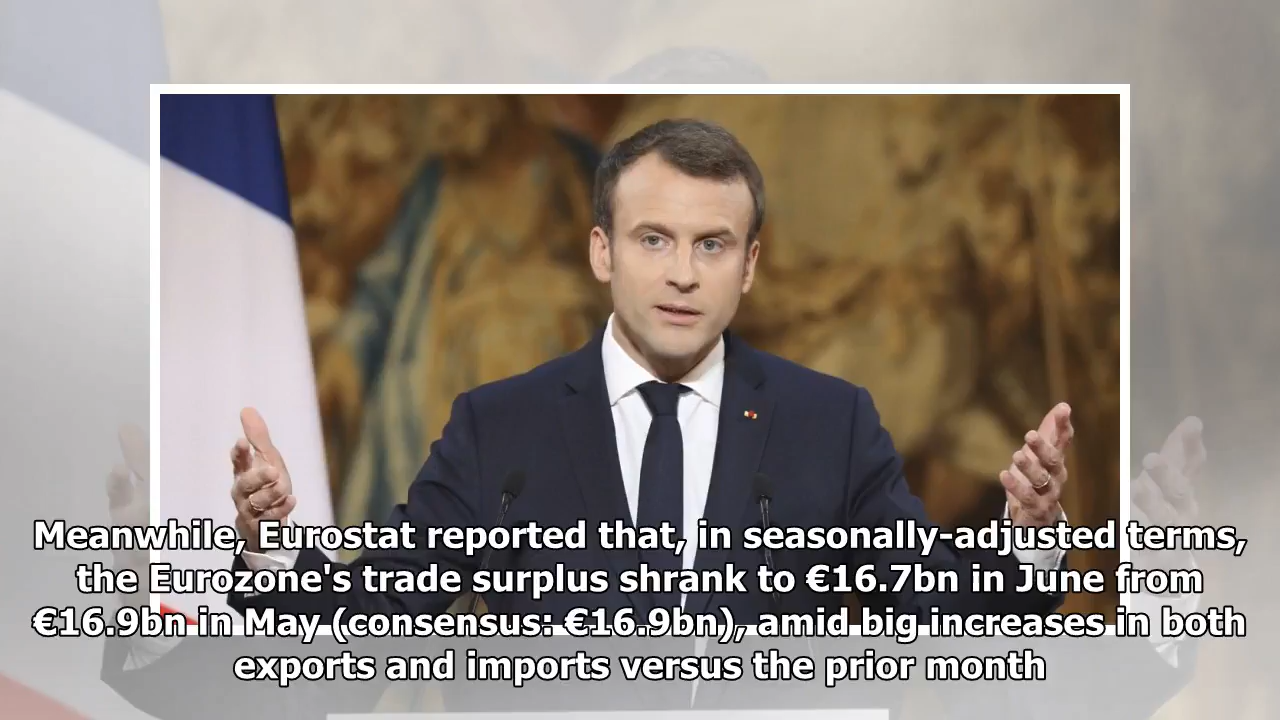 Meanwhile, Eurostat reported that, in seasonally-adjusted terms,
the Eurozone's trade surplus shrank to €16.7bn in June from
€16.9bn in May (consensus: €16.9bn), amid big increases in both
exports and imports versus the prior month